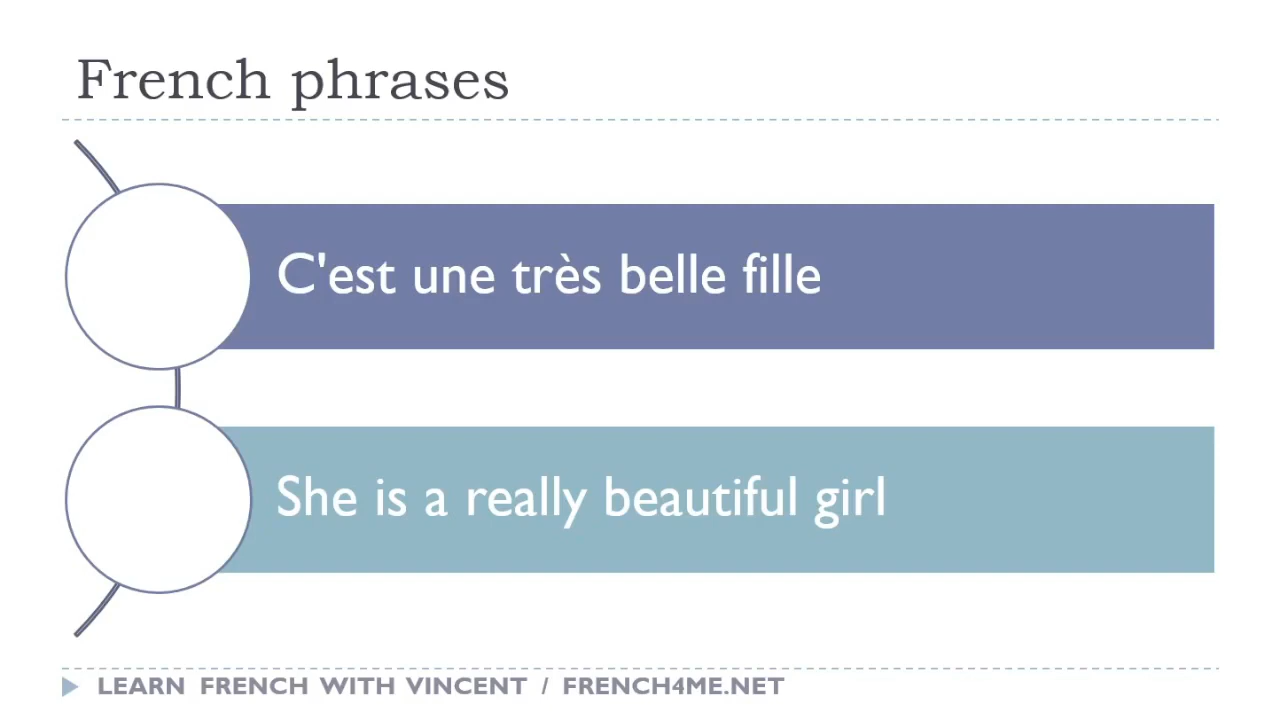 French phrases
C'est une très belle fille
She is a really beautiful girl
LEARN FRENCH WITH VINCENT / FRENCH4ME.NET